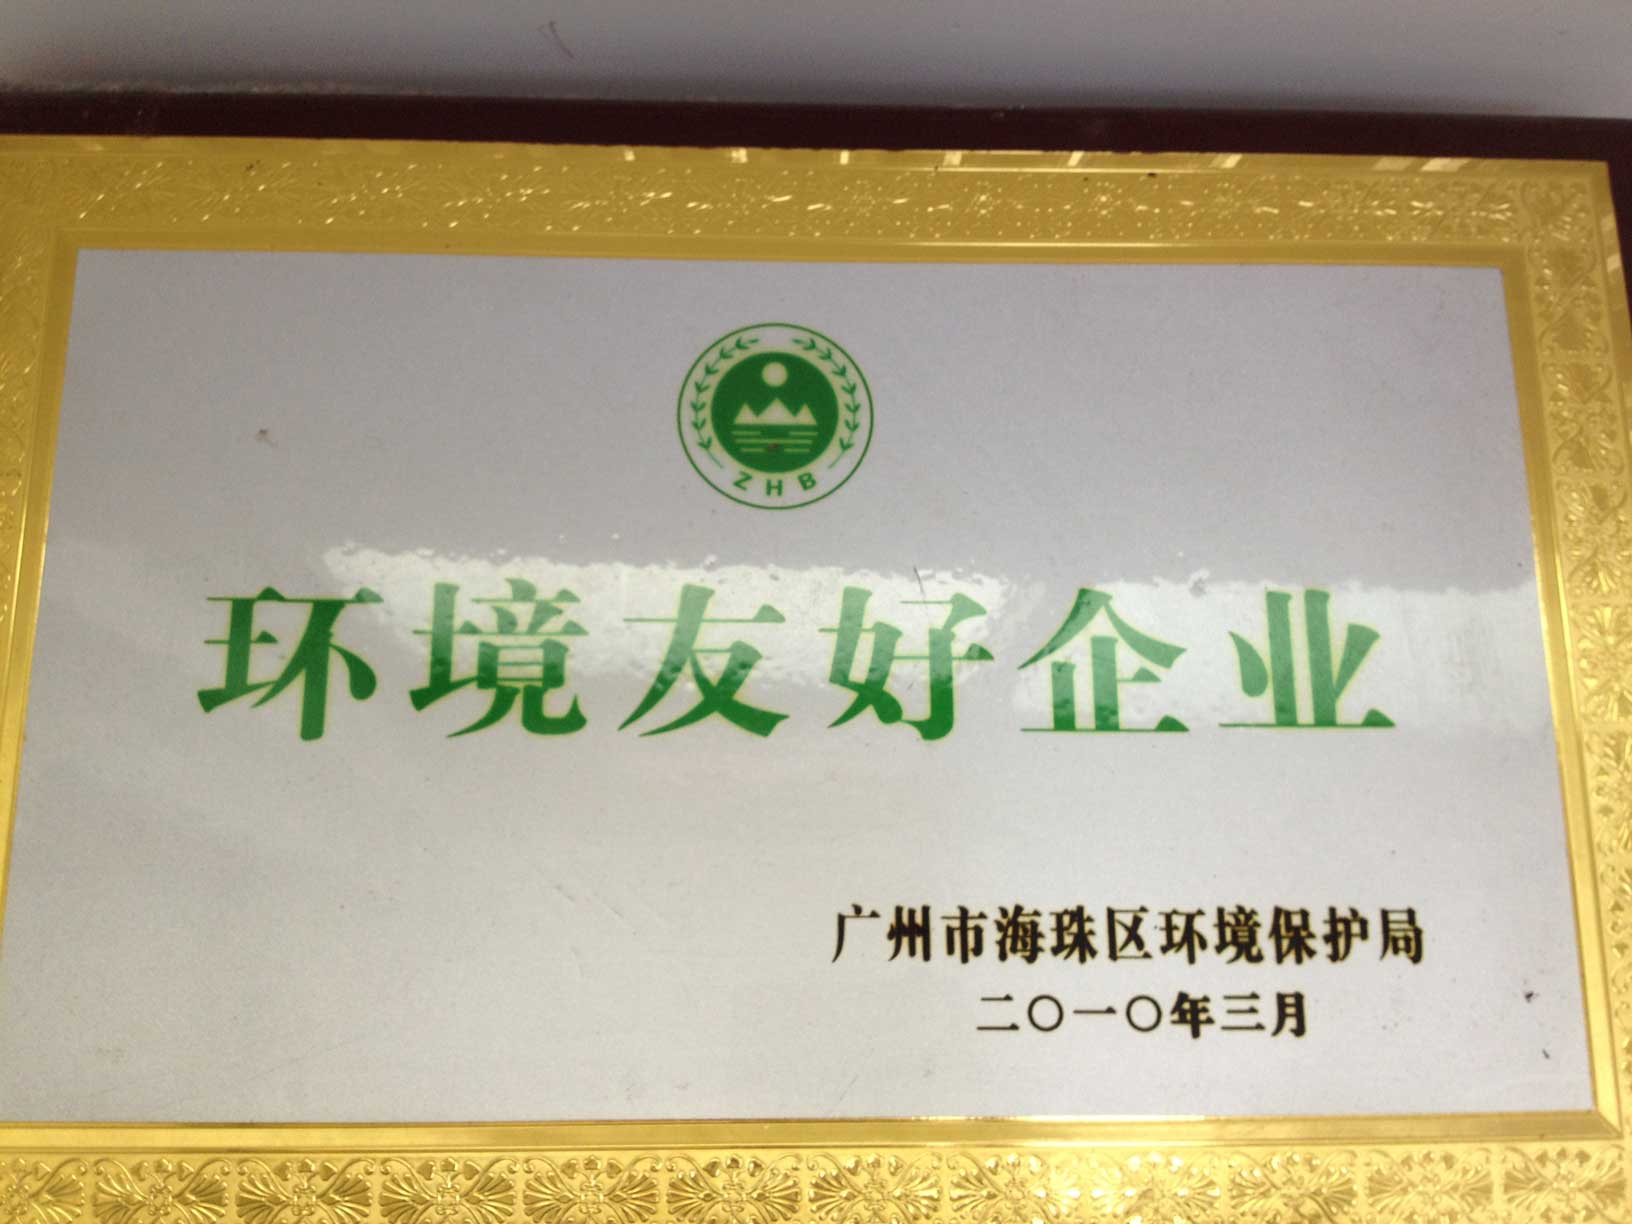 ZHB
环境友好企业
广州市海珠区环境保护局
二〇一〇年三月